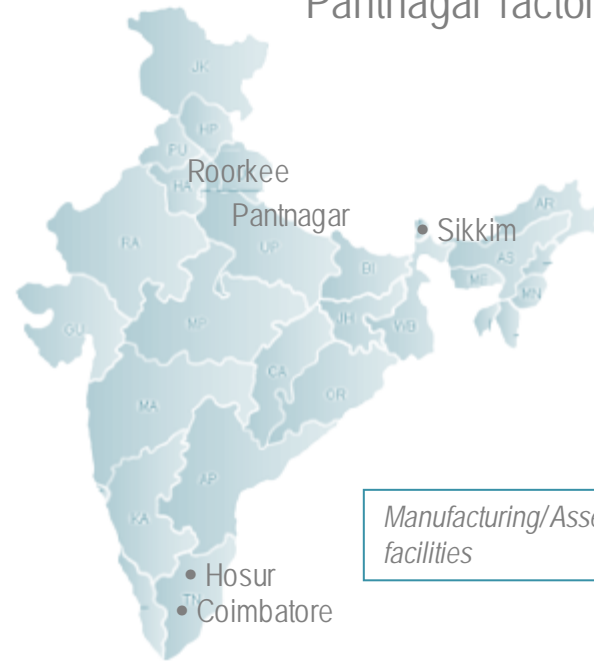 Pantnagar factor
JK
HP
PU
Roorkee
HA
Pantnagar
• Sikkim
AR
RA
UP
AS
BI
ME
MN
GU
MP
JH
WB
CA
OR
MA
AP
Manufacturing/Asse
facilities
KA
• Hosur
TN
• Coimbatore